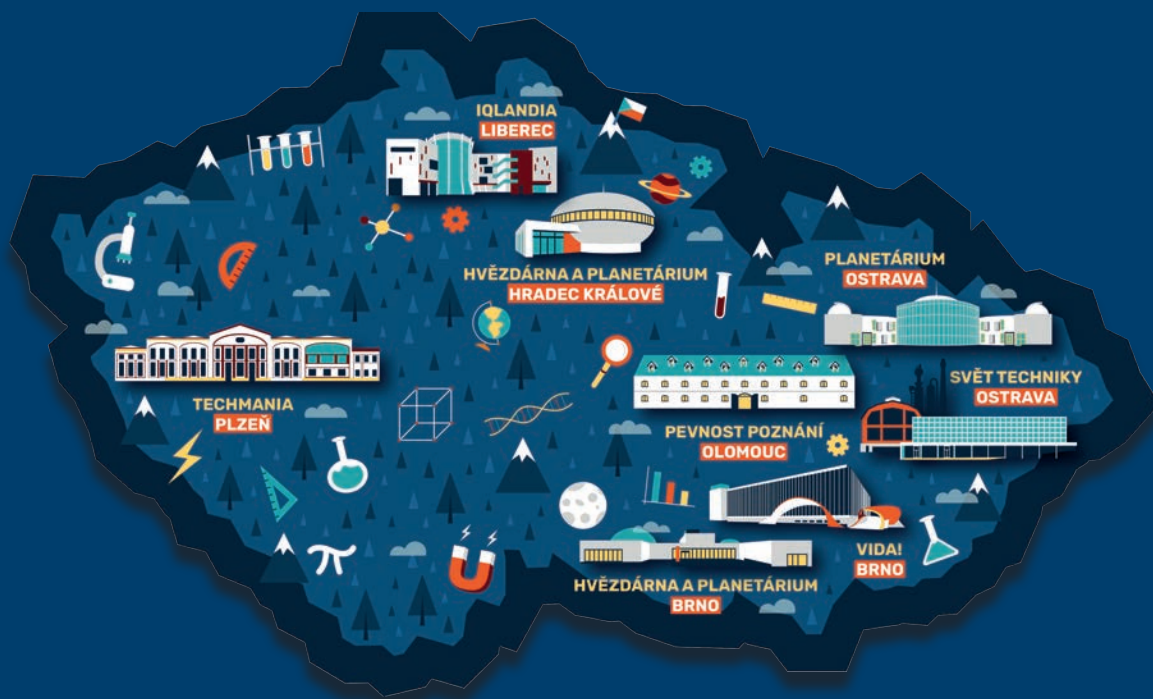 IQLANDIA
LIBEREC
HVĚZDÁRNA A PLANETÁRIUM
HRADEC KRÁLOVÉ
PLANETÁRIUM
OSTRAVA
TECHMANIA
PLZEŇ
SVĚT TECHNIKY
OSTRAVA
PEVNOST POZNÁNÍ
OLOMOUC
VIDA!
BRNO
HVĚZDÁRNA A PLANETÁRIUM
BRNO